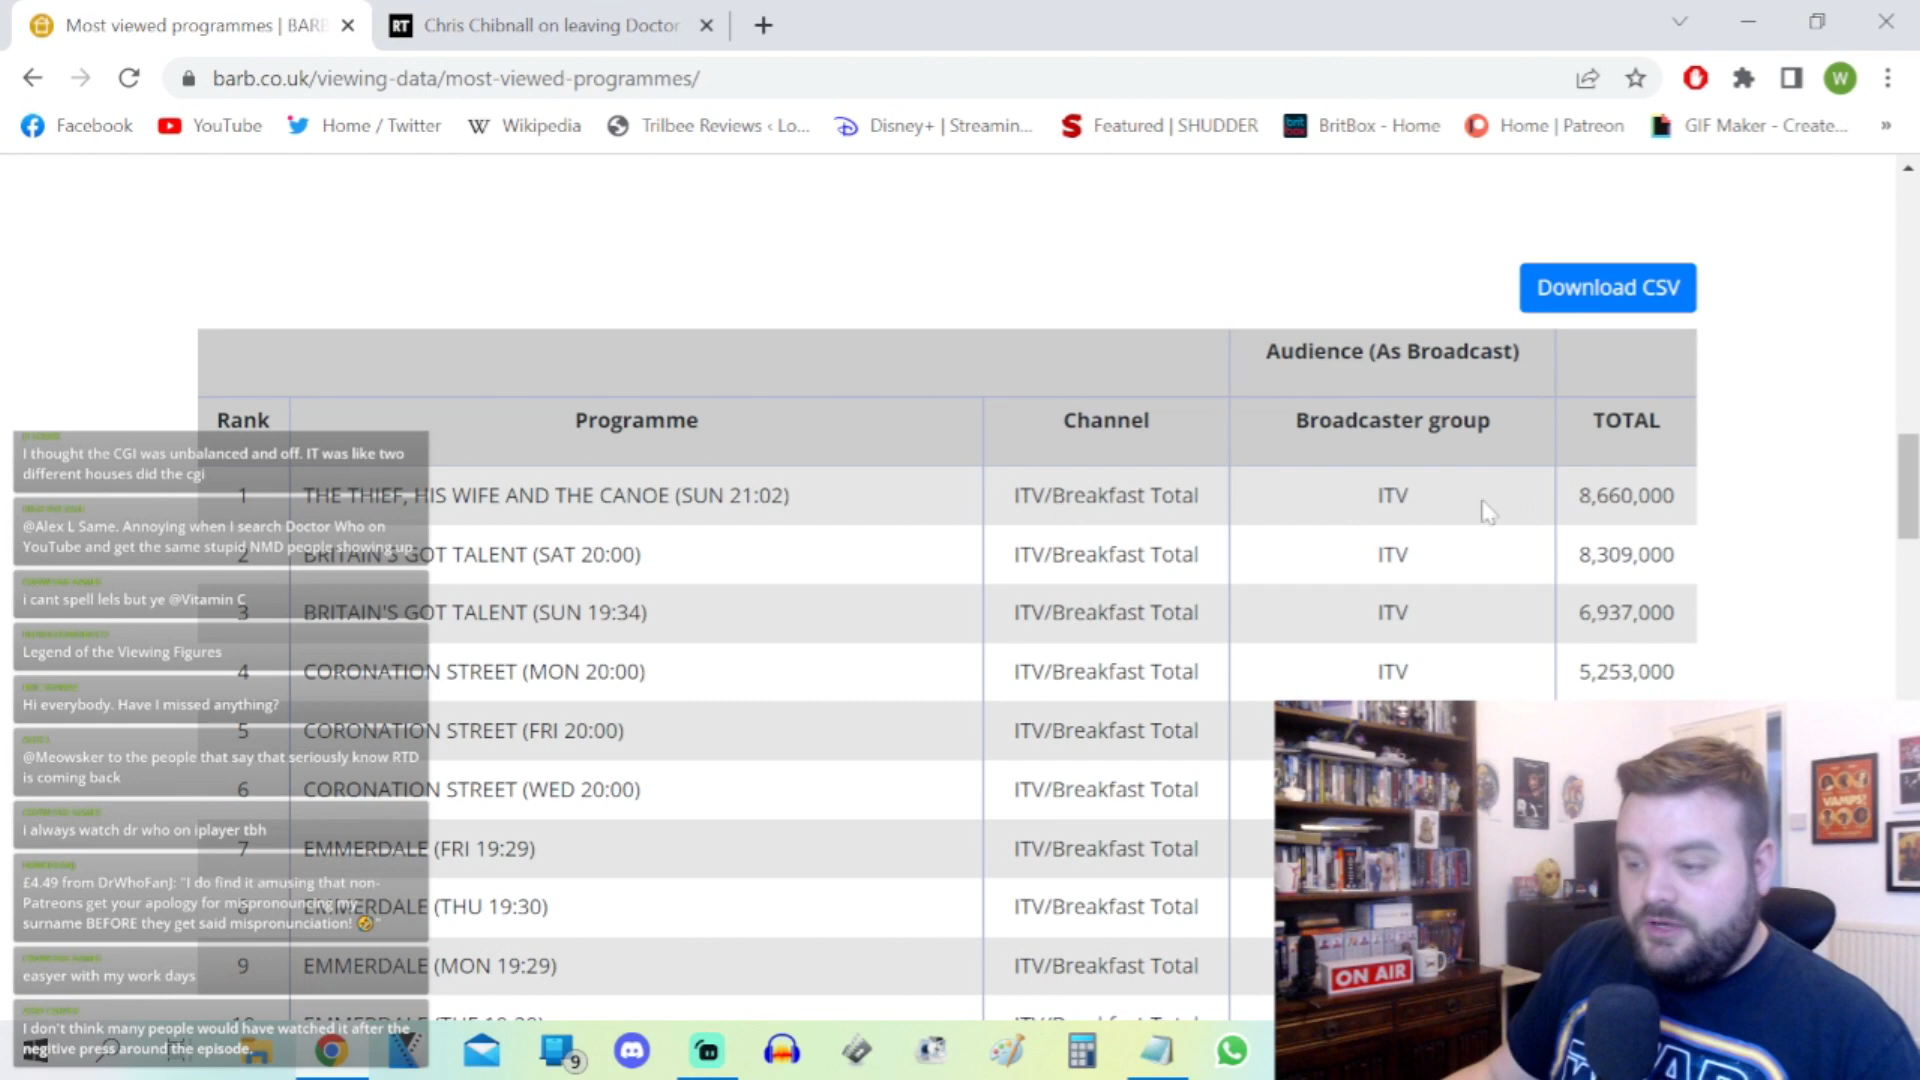 Most viewed programmes | BARB
RT Chris Chibnall on leaving Doctor
barb.co.uk/viewing-data/most-viewed-programmes/
W
Facebook YouTube Home / Twitter W Wikipedia Trilbee Reviews ‹ Lo... Disney+ | Streamin... S Featured | SHUDDER brit box BritBox - Home Home | Patreon GIF Maker - Create... »
Download CSV
Audience (As Broadcast)
Rank Programme Channel Broadcaster group TOTAL
1 THE THIEF, HIS WIFE AND THE CANOE (SUN 21:02) ITV/Breakfast Total ITV 8,660,000
2 BRITAIN'S GOT TALENT (SAT 20:00) ITV/Breakfast Total ITV 8,309,000
3 BRITAIN'S GOT TALENT (SUN 19:34) ITV/Breakfast Total ITV 6,937,000
4 CORONATION STREET (MON 20:00) ITV/Breakfast Total ITV 5,253,000
5 CORONATION STREET (FRI 20:00) ITV/Breakfast Total
6 CORONATION STREET (WED 20:00) ITV/Breakfast Total
7 EMMERDALE (FRI 19:29) ITV/Breakfast Total
8 EMMERDALE (THU 19:30) ITV/Breakfast Total
9 EMMERDALE (MON 19:29) ITV/Breakfast Total
I thought the CGI was unbalanced and off. IT was like two
different houses did the cgi
@Alex L Same. Annoying when I search Doctor Who on
YouTube and get the same stupid NMD people showing up
i cant spell lels but ye @Vitamin C
Legend of the Viewing Figures
Hi everybody. Have I missed anything?
@Meowsker to the people that say that seriously know RTD
is coming back
i always watch dr who on iplayer tbh
£4.49 from DrWhoFanJ: "I do find it amusing that non-
Patreons get your apology for mispronouncing my
surname BEFORE they get said mispronunciation! 🤣"
easyer with my work days
I don't think many people would have watched it after the
negitive press around the episode.
9
VAMPS!
ON AIR